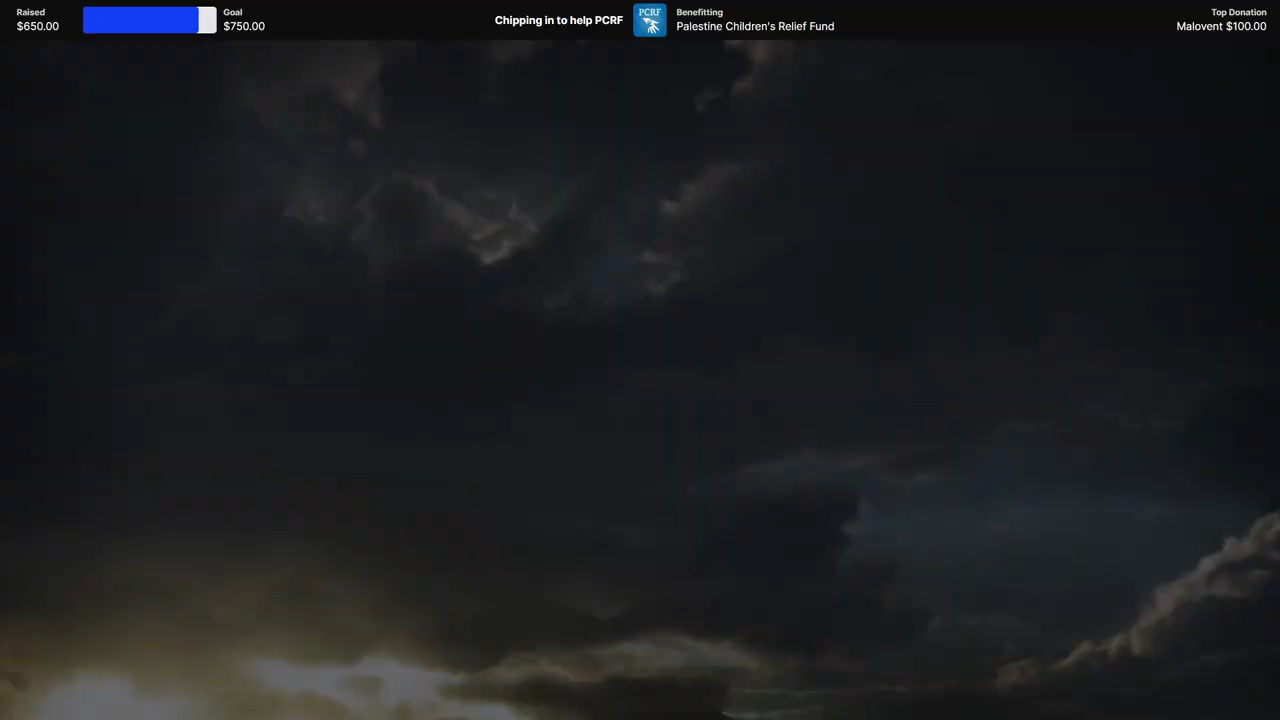 Raised
$650.00
Goal
$750.00
Chipping in to help PCRF
PCRF
Benefitting
Palestine Children's Relief Fund
Top Donation
Malovent $100.00